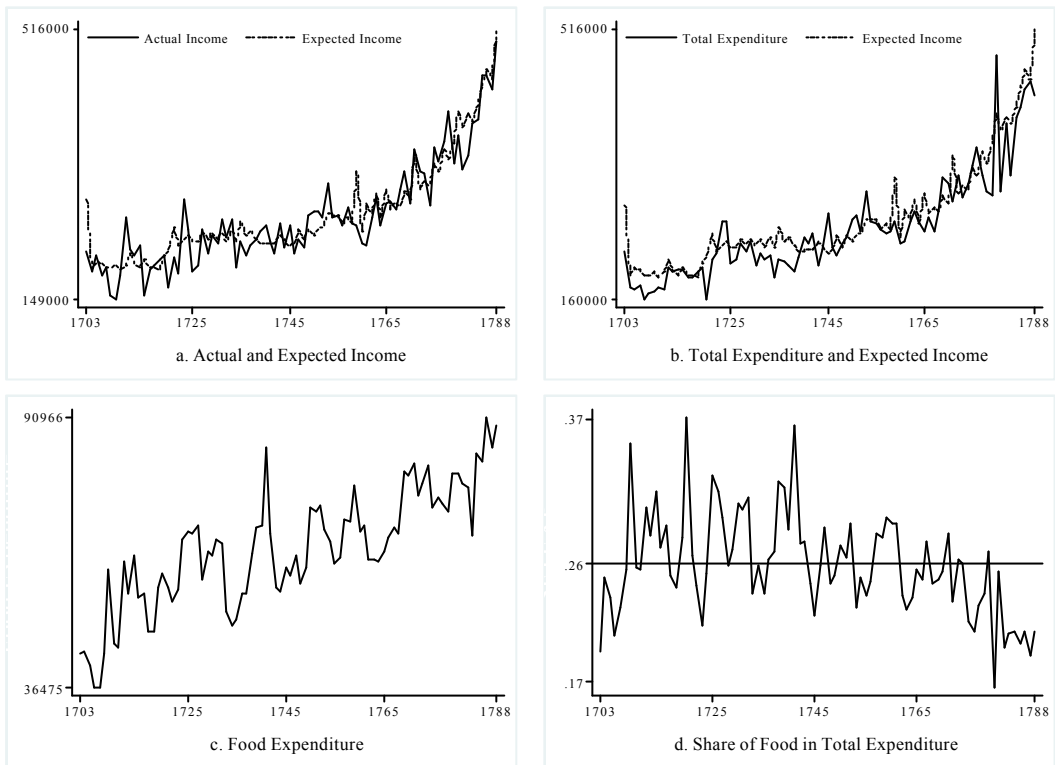 516000
Actual Income Expected Income
149000
1703 1725 1745 1765 1788
a. Actual and Expected Income
516000
Total Expenditure Expected Income
160000
1703 1725 1745 1765 1788
b. Total Expenditure and Expected Income
90966
36475
1703 1725 1745 1765 1788
c. Food Expenditure
.37
.26
.17
1703 1725 1745 1765 1788
d. Share of Food in Total Expenditure